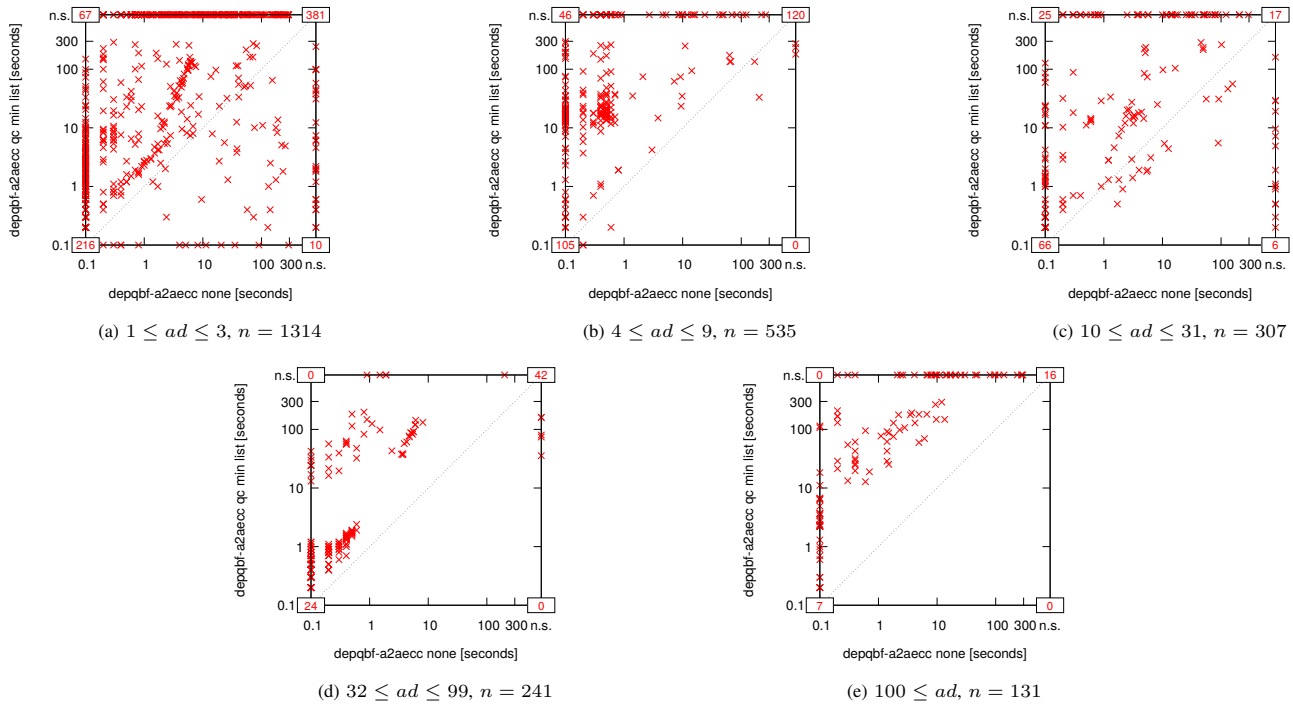 67
381
n.s.
300
100
10
1
0.1
216
10
0.1
1
10
100
300
n.s.
depqbf-a2aecc qc min list [seconds]
depqbf-a2aecc none [seconds]
(a) 1 ≤ ad ≤ 3, n = 1314
46
120
n.s.
300
100
10
1
0.1
105
0
0.1
1
10
100
300
n.s.
depqbf-a2aecc qc min list [seconds]
depqbf-a2aecc none [seconds]
(b) 4 ≤ ad ≤ 9, n = 535
25
17
n.s.
300
100
10
1
0.1
66
6
0.1
1
10
100
300
n.s.
depqbf-a2aecc qc min list [seconds]
depqbf-a2aecc none [seconds]
(c) 10 ≤ ad ≤ 31, n = 307
0
42
n.s.
300
100
10
1
0.1
24
0
0.1
1
10
100
300
n.s.
depqbf-a2aecc qc min list [seconds]
depqbf-a2aecc none [seconds]
(d) 32 ≤ ad ≤ 99, n = 241
0
16
n.s.
300
100
10
1
0.1
7
0
0.1
1
10
100
300
n.s.
depqbf-a2aecc qc min list [seconds]
depqbf-a2aecc none [seconds]
(e) 100 ≤ ad, n = 131